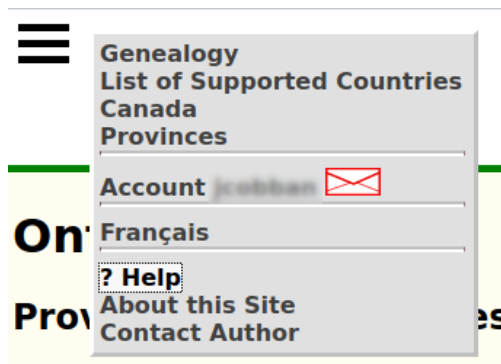 Genealogy
List of Supported Countries
Canada
Provinces
Account
Français
On
? Help
About this Site
Prov es
Contact Author